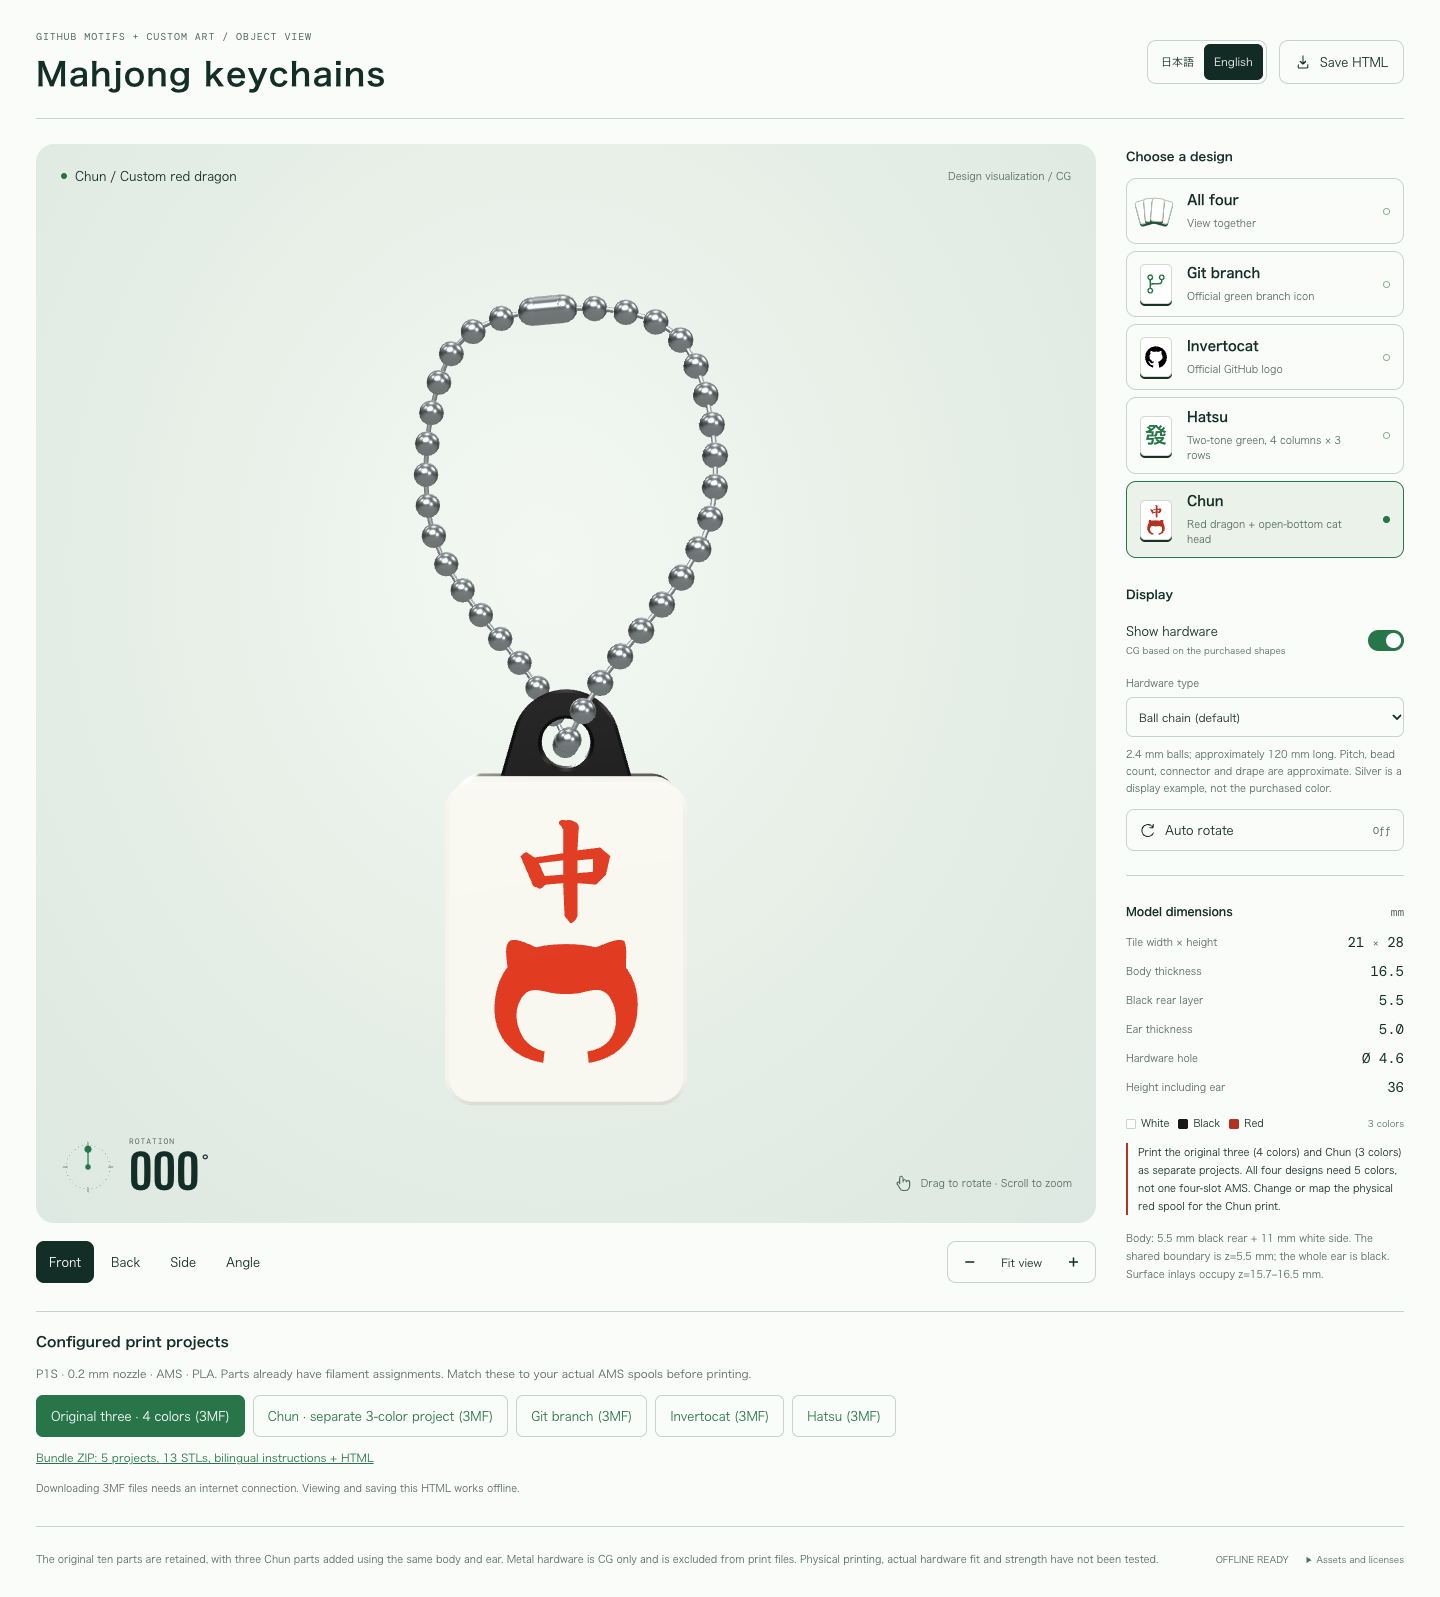 GITHUB MOTIFS + CUSTOM ART / OBJECT VIEW
Mahjong keychains
日本語
English
Save HTML
Chun / Custom red dragon
Design visualization / CG
中
ROTATION
000°
Drag to rotate · Scroll to zoom
Front
Back
Side
Angle
−
Fit view
+
Choose a design
All four
View together
Git branch
Official green branch icon
Invertocat
Official GitHub logo
發
Hatsu
Two-tone green, 4 columns × 3
rows
中
Chun
Red dragon + open-bottom cat
head
Display
Show hardware
CG based on the purchased shapes
Hardware type
Ball chain (default)
2.4 mm balls; approximately 120 mm long. Pitch, bead
count, connector and drape are approximate. Silver is a
display example, not the purchased color.
Auto rotate
Off
Model dimensions
mm
Tile width × height
21 × 28
Body thickness
16.5
Black rear layer
5.5
Ear thickness
5.0
Hardware hole
Ø 4.6
Height including ear
36
White
Black
Red
3 colors
Print the original three (4 colors) and Chun (3 colors)
as separate projects. All four designs need 5 colors,
not one four-slot AMS. Change or map the physical
red spool for the Chun print.
Body: 5.5 mm black rear + 11 mm white side. The
shared boundary is z=5.5 mm; the whole ear is black.
Surface inlays occupy z=15.7–16.5 mm.
Configured print projects
P1S · 0.2 mm nozzle · AMS · PLA. Parts already have filament assignments. Match these to your actual AMS spools before printing.
Original three · 4 colors (3MF)
Chun · separate 3-color project (3MF)
Git branch (3MF)
Invertocat (3MF)
Hatsu (3MF)
Bundle ZIP: 5 projects, 13 STLs, bilingual instructions + HTML
Downloading 3MF files needs an internet connection. Viewing and saving this HTML works offline.
The original ten parts are retained, with three Chun parts added using the same body and ear. Metal hardware is CG only and is excluded from print files. Physical printing, actual hardware fit and strength have not been tested.
OFFLINE READY
Assets and licenses